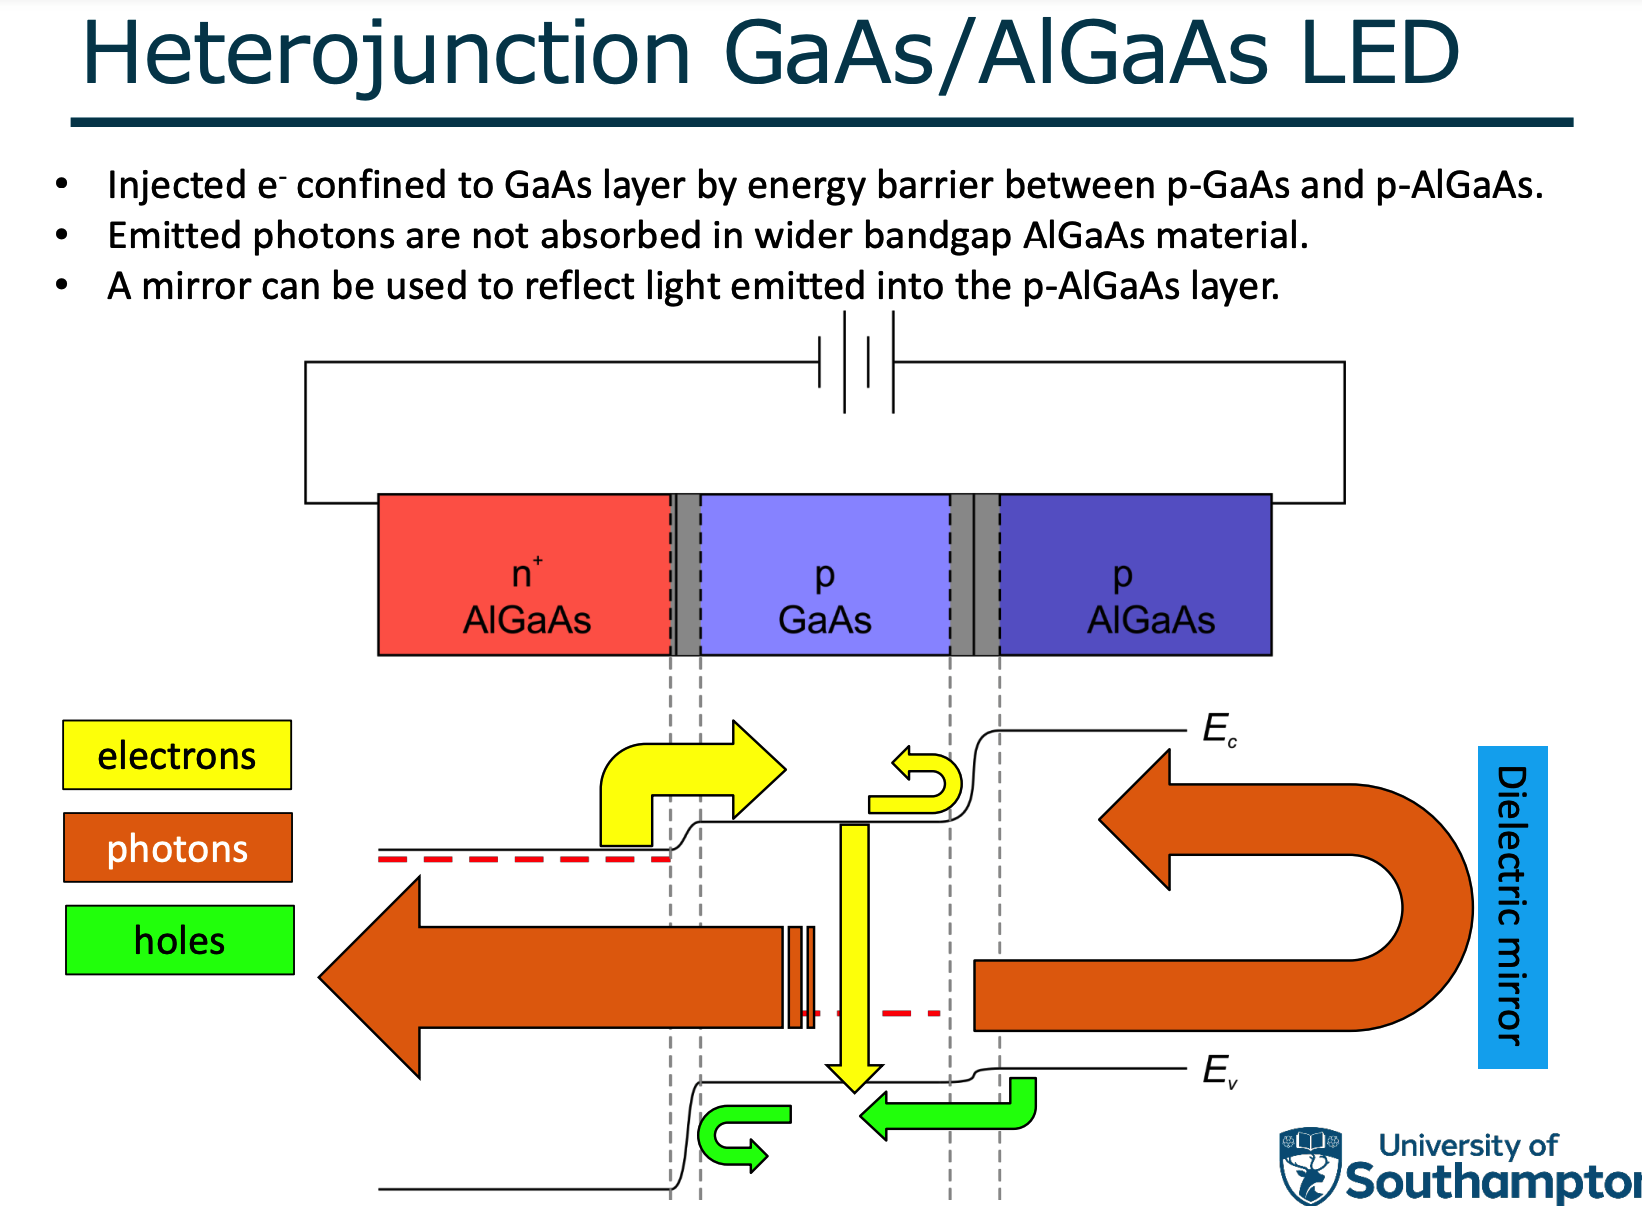 Heterojunction GaAs/AlGaAs LED
• Injected e⁻ confined to GaAs layer by energy barrier between p-GaAs and p-AlGaAs.
• Emitted photons are not absorbed in wider bandgap AlGaAs material.
• A mirror can be used to reflect light emitted into the p-AlGaAs layer.
n⁺
AlGaAs
p
GaAs
p
AlGaAs
electrons
photons
holes
E꜀
Eᵥ
Dielectric mirror
University of
Southampton